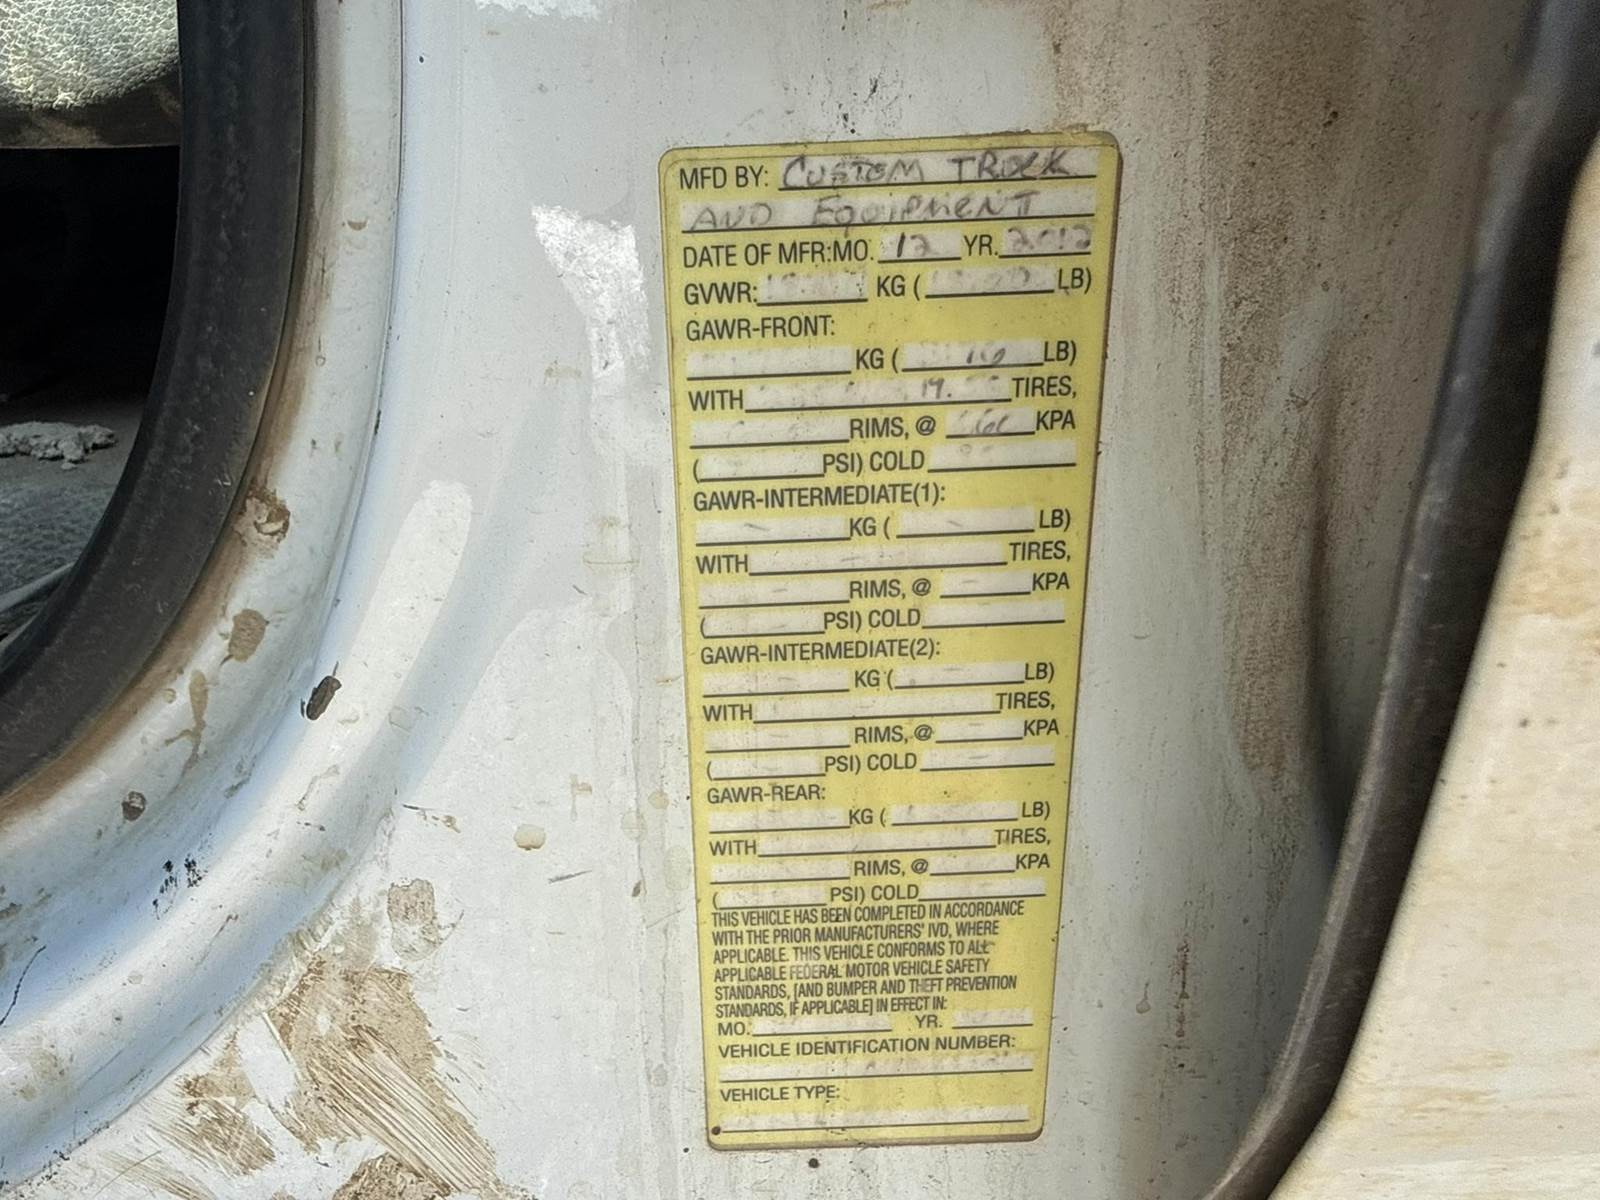 MFD BY: CUSTOM TRUCK
AND EQUIPMENT
DATE OF MFR:MO. 12 YR. 2012
GVWR: KG ( LB)
GAWR-FRONT:
KG ( LB)
WITH 19. TIRES,
RIMS, @ KPA
( PSI) COLD
GAWR-INTERMEDIATE(1):
- KG ( - LB)
WITH - TIRES,
- RIMS, @ - KPA
( PSI) COLD
GAWR-INTERMEDIATE(2):
- KG ( - LB)
WITH TIRES,
- RIMS, @ - KPA
( PSI) COLD -
GAWR-REAR:
KG ( LB)
WITH TIRES,
RIMS, @ KPA
( PSI) COLD
THIS VEHICLE HAS BEEN COMPLETED IN ACCORDANCE
WITH THE PRIOR MANUFACTURERS' IVD, WHERE
APPLICABLE. THIS VEHICLE CONFORMS TO ALL
APPLICABLE FEDERAL MOTOR VEHICLE SAFETY
STANDARDS, [AND BUMPER AND THEFT PREVENTION
STANDARDS, IF APPLICABLE] IN EFFECT IN:
MO. YR.
VEHICLE IDENTIFICATION NUMBER:
VEHICLE TYPE: